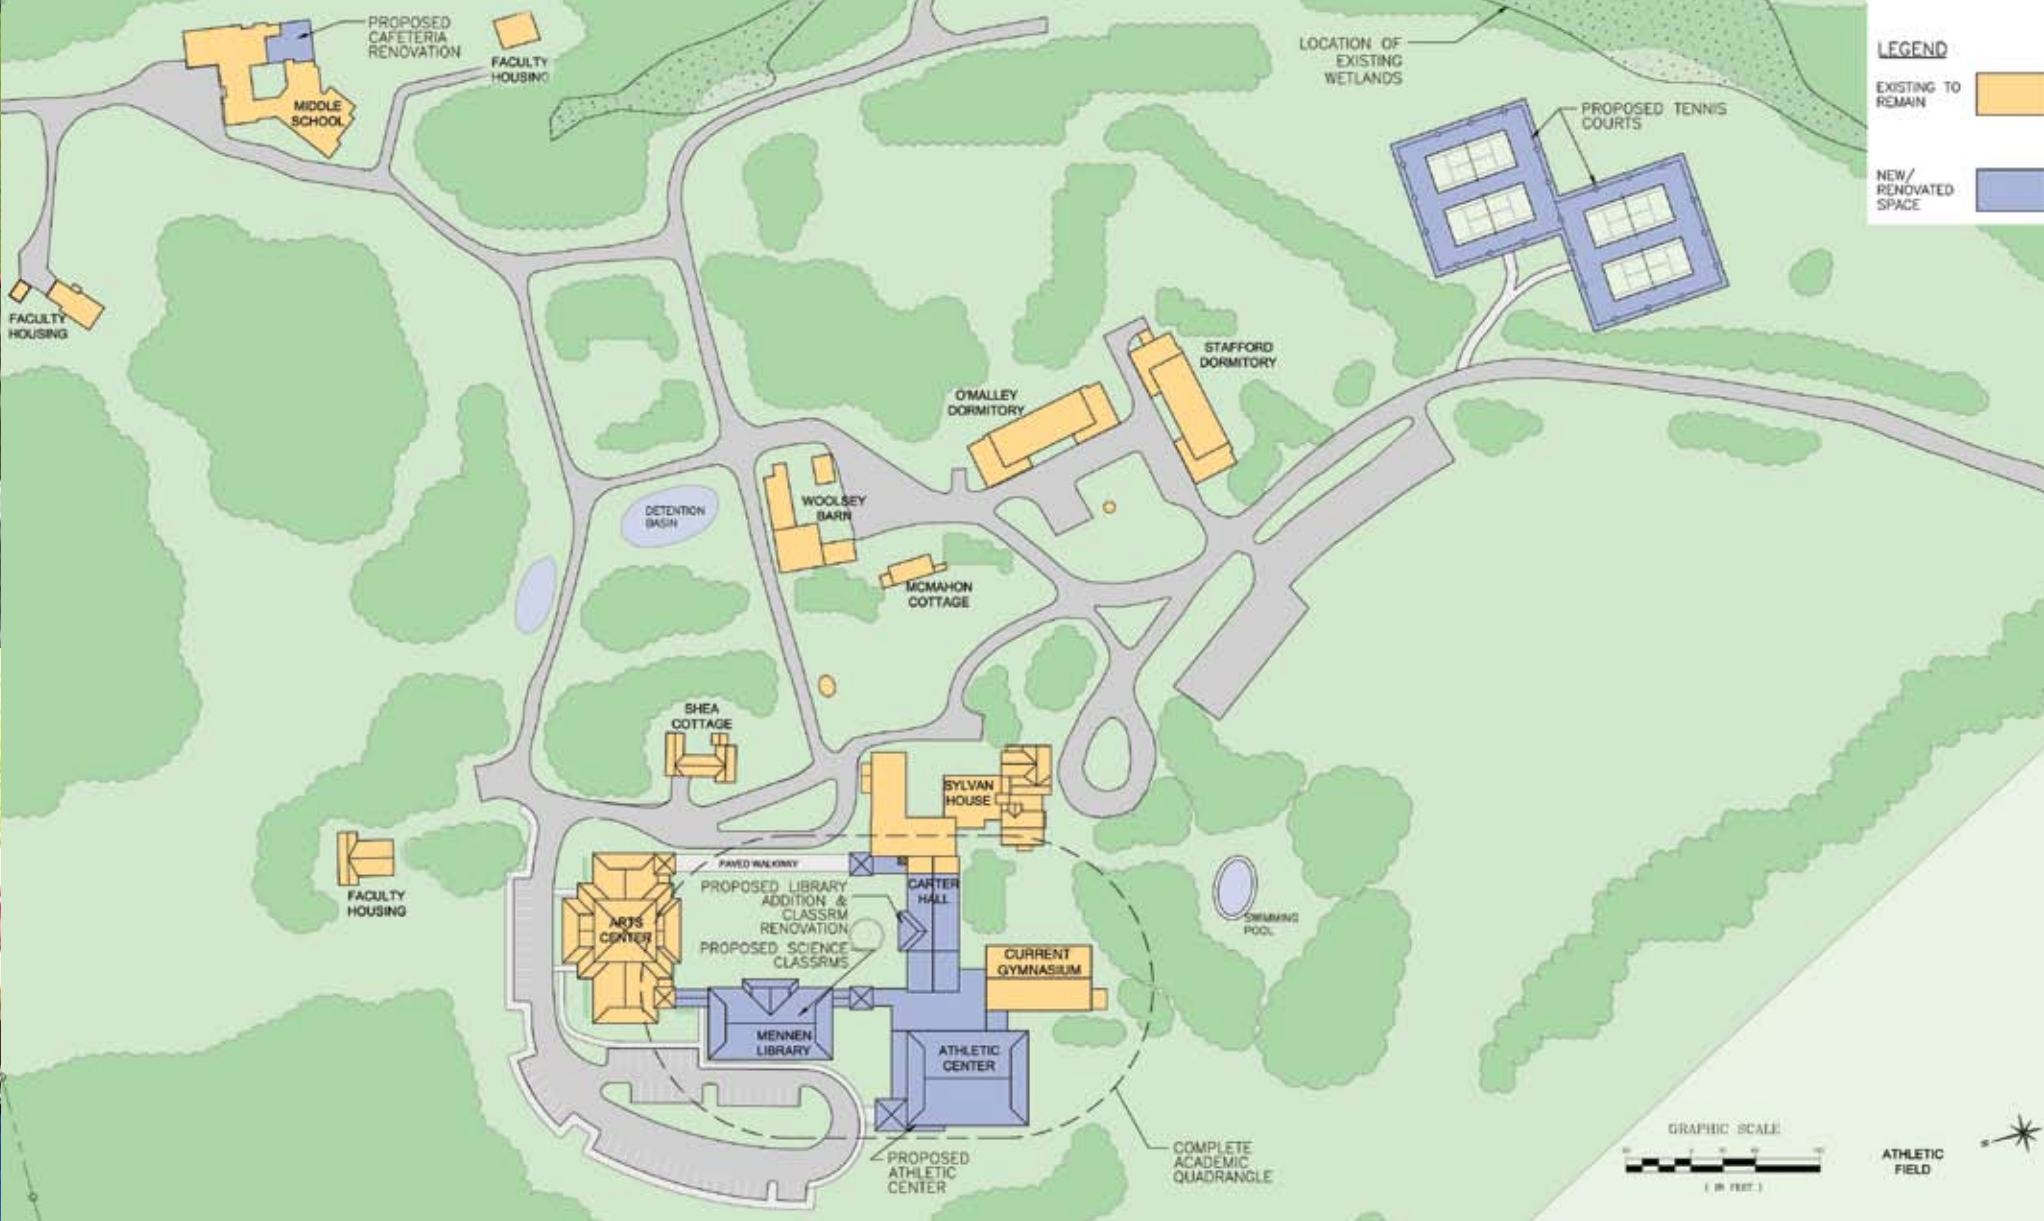 PROPOSED
CAFETERIA
RENOVATION
FACULTY
HOUSING
MIDDLE
SCHOOL
LOCATION OF
EXISTING
WETLANDS
PROPOSED TENNIS
COURTS
LEGEND
EXISTING TO
REMAIN
NEW/
RENOVATED
SPACE
FACULTY
HOUSING
STAFFORD
DORMITORY
O'MALLEY
DORMITORY
DETENTION
BASIN
WOOLSEY
BARN
MCMAHON
COTTAGE
SHEA
COTTAGE
SYLVAN
HOUSE
FACULTY
HOUSING
PAVED WALKWAY
PROPOSED LIBRARY
ADDITION &
CLASSRM
RENOVATION
PROPOSED SCIENCE
CLASSRMS
CARTER
HALL
ARTS
CENTER
SWIMMING
POOL
CURRENT
GYMNASIUM
MENNEN
LIBRARY
ATHLETIC
CENTER
PROPOSED
ATHLETIC
CENTER
COMPLETE
ACADEMIC
QUADRANGLE
GRAPHIC SCALE
( IN FEET )
ATHLETIC
FIELD